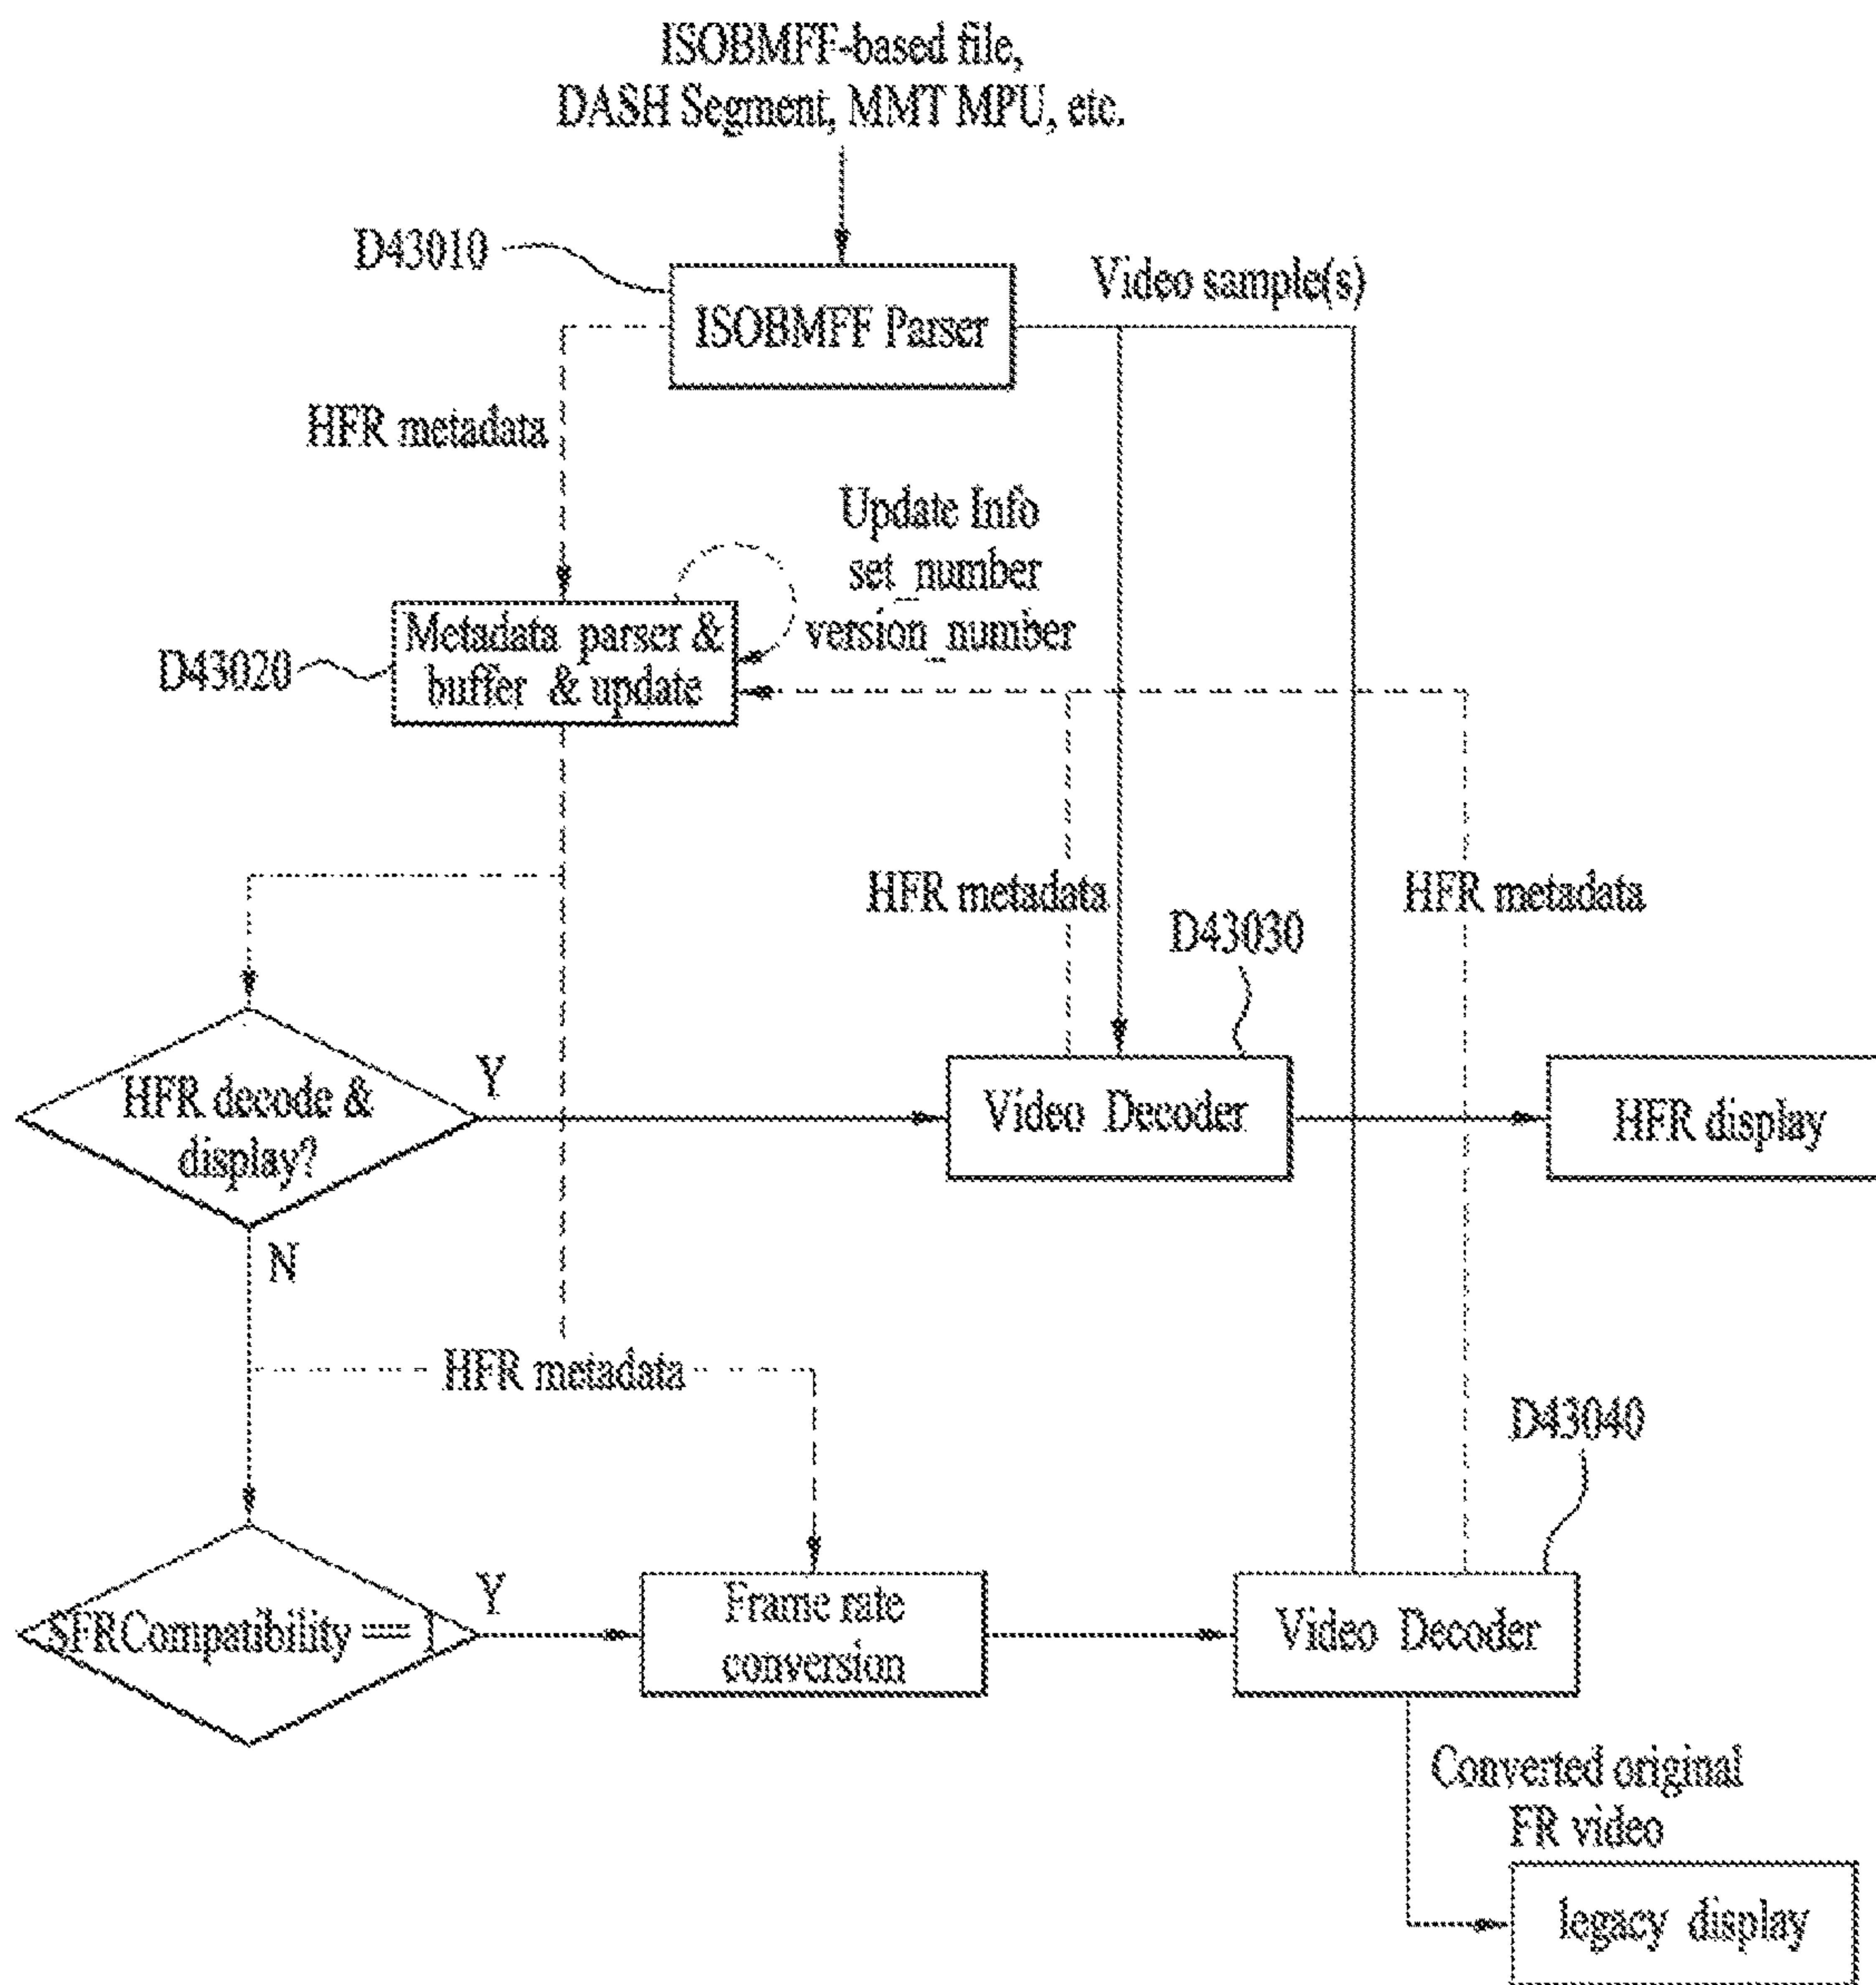 ISOBMFF-based file,
DASH Segment, MMT MPU, etc.
D43010
ISOBMFF Parser
Video sample(s)
HFR metadata
Update Info
set_number
version_number
D43020
Metadata parser &
buffer & update
HFR metadata
HFR metadata
D43030
HFR decode &
display?
Y
Video Decoder
HFR display
N
HFR metadata
D43040
SFRCompatibility == 1
Y
Frame rate
conversion
Video Decoder
Converted original
FR video
legacy display